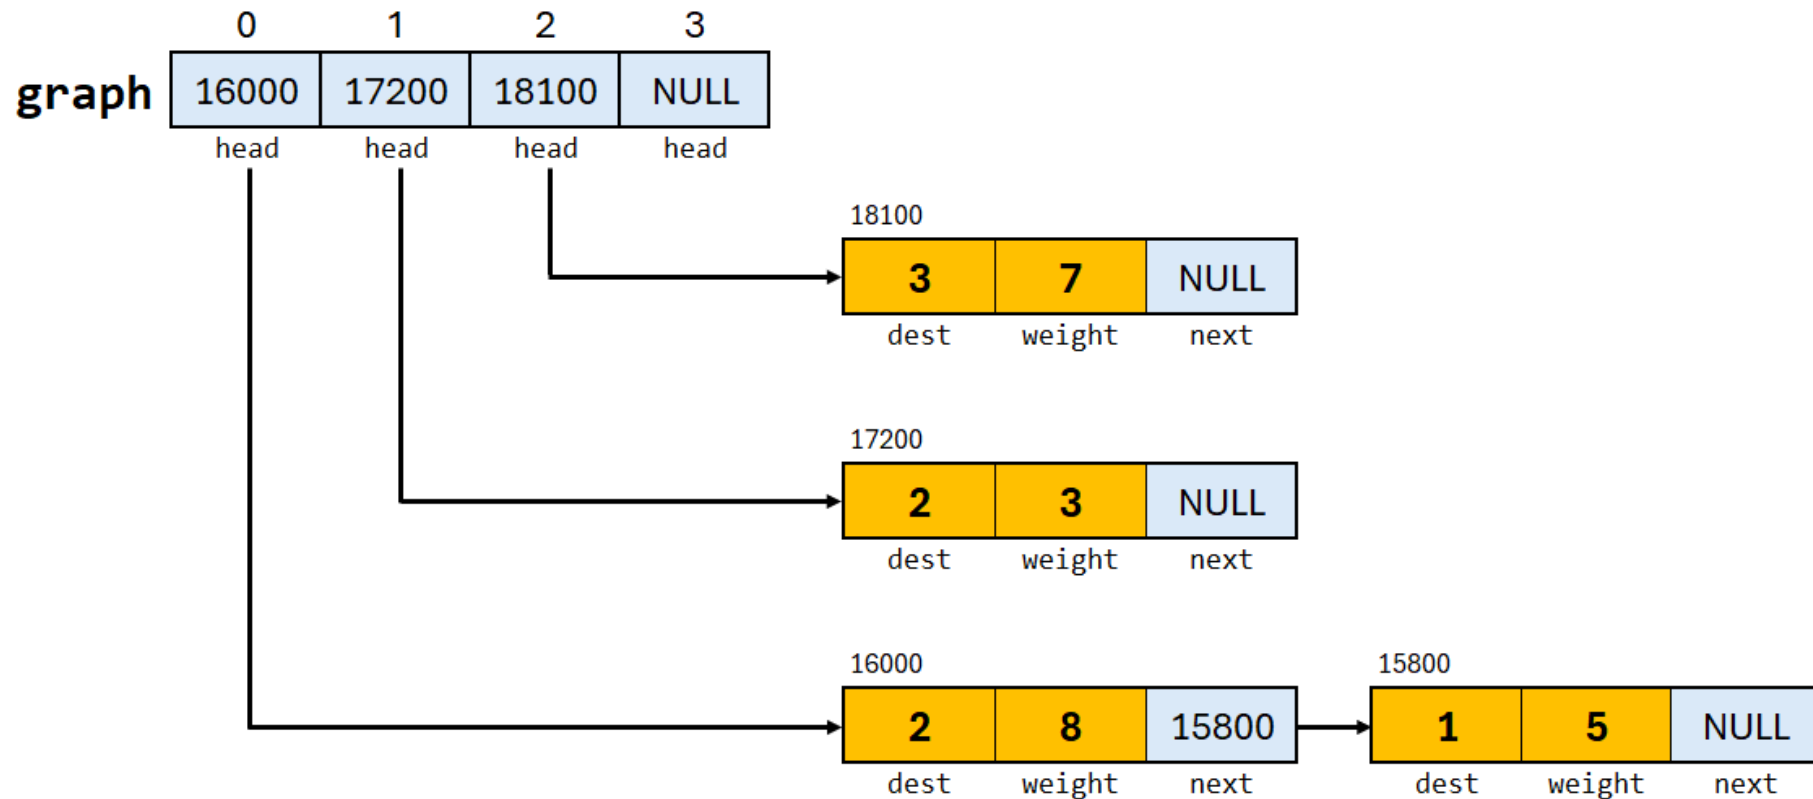 0 1 2 3
graph 16000 17200 18100 NULL
head head head head
18100
3 7 NULL
dest weight next
17200
2 3 NULL
dest weight next
16000 15800
2 8 15800 1 5 NULL
dest weight next dest weight next